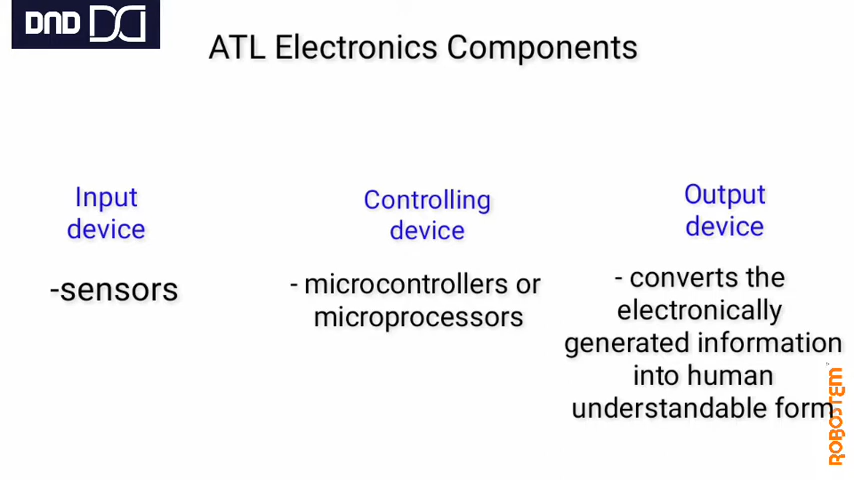 DND
ATL Electronics Components
Input
device
-sensors
Controlling
device
- microcontrollers or
microprocessors
Output
device
- converts the
electronically
generated information
into human
understandable form
ROBOSTEM